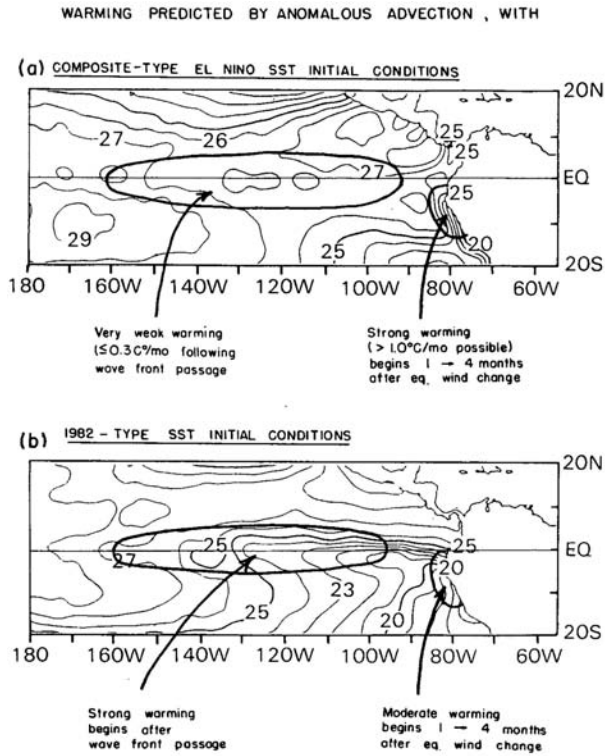 WARMING PREDICTED BY ANOMALOUS ADVECTION , WITH
(a) COMPOSITE-TYPE EL NINO SST INITIAL CONDITIONS
20N
27
26
25
25
27
EQ
25
29
25
20
20S
180 160W 140W 120W 100W 80W 60W
Very weak warming
(≤0.3C°/mo following
wave front passage
Strong warming
(> 1.0°C/mo possible)
begins 1 → 4 months
after eq. wind change
(b) 1982 - TYPE SST INITIAL CONDITIONS
20N
25
25
EQ
27
20
23
25
20
20S
180 160W 140W 120W 100W 80W 60W
Strong warming
begins after
wave front passage
Moderate warming
begins 1 → 4 months
after eq. wind change